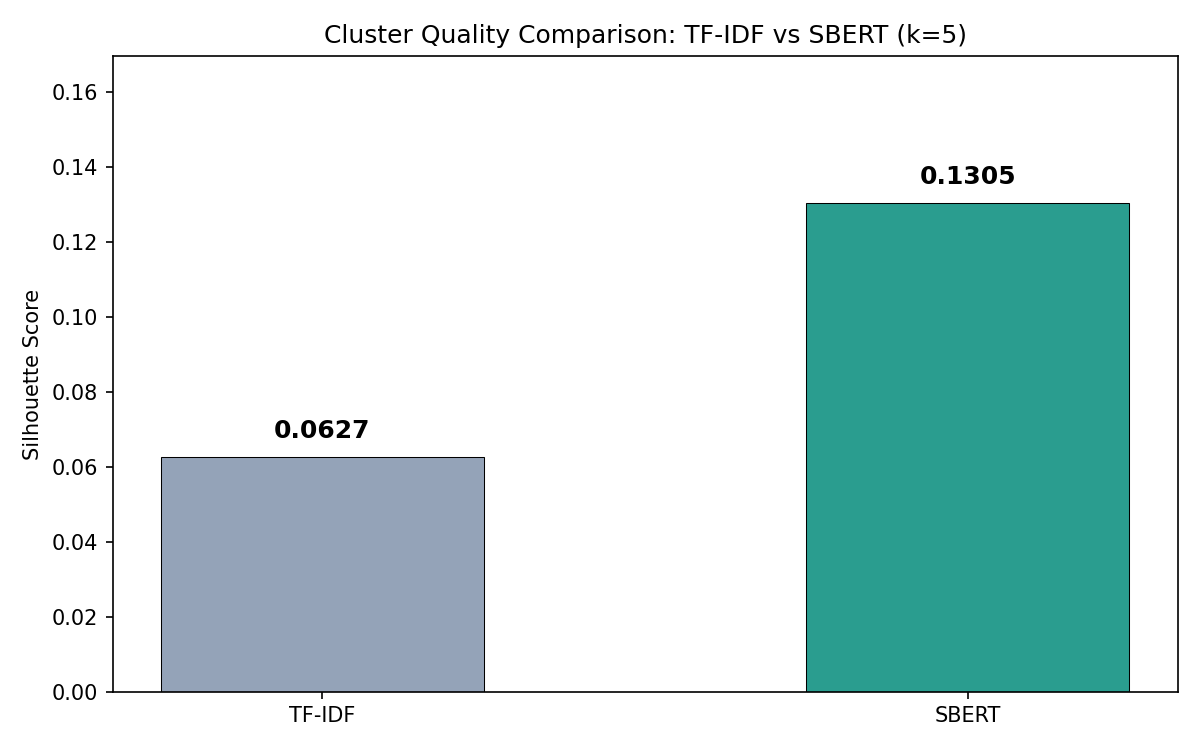 Cluster Quality Comparison: TF-IDF vs SBERT (k=5)
Silhouette Score
0.16
0.14
0.12
0.10
0.08
0.06
0.04
0.02
0.00
0.0627
0.1305
TF-IDF
SBERT